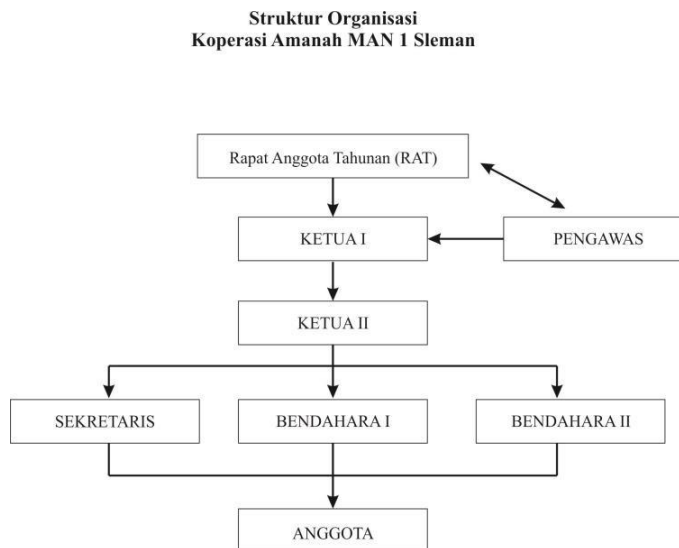 Struktur Organisasi
Koperasi Amanah MAN 1 Sleman
Rapat Anggota Tahunan (RAT)
KETUA I
PENGAWAS
KETUA II
SEKRETARIS
BENDAHARA I
BENDAHARA II
ANGGOTA